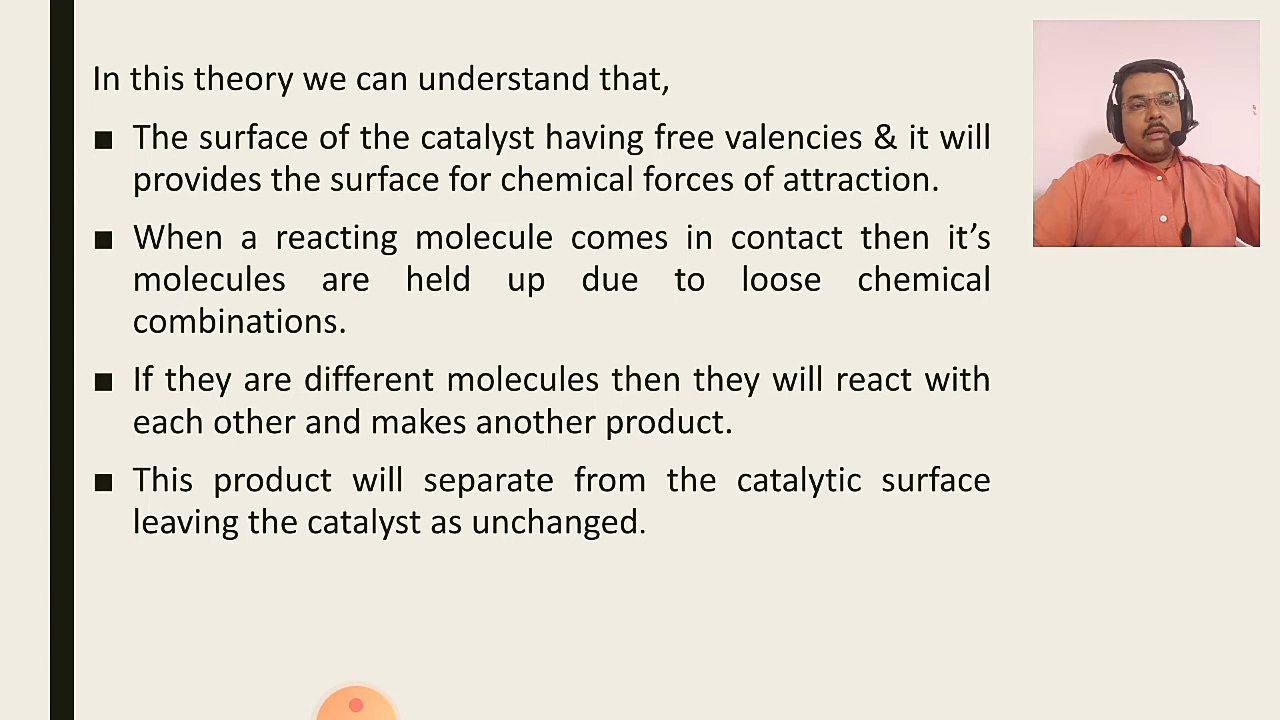 In this theory we can understand that,
■ The surface of the catalyst having free valencies & it will
provides the surface for chemical forces of attraction.
■ When a reacting molecule comes in contact then it’s
molecules are held up due to loose chemical
combinations.
■ If they are different molecules then they will react with
each other and makes another product.
■ This product will separate from the catalytic surface
leaving the catalyst as unchanged.